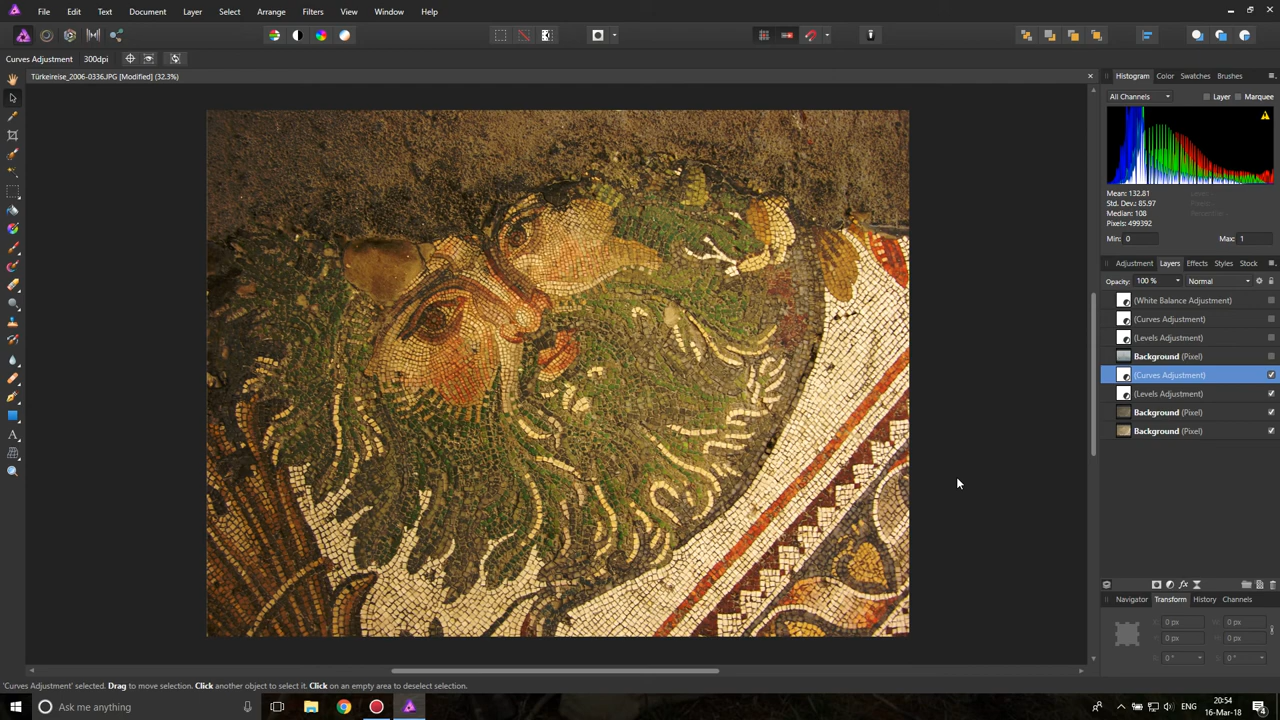 File Edit Text Document Layer Select Arrange Filters View Window Help
Curves Adjustment 300dpi
Türkeireise_2006-0336.JPG [Modified] (32.3%)
Histogram Color Swatches Brushes
All Channels Layer Marquee
Mean: 132.81
Std. Dev.: 85.97
Median: 108
Pixels: 499392
Min: 0 Max: 1
Adjustment Layers Effects Styles Stock
Opacity: 100 % Normal
(White Balance Adjustment)
(Curves Adjustment)
(Levels Adjustment)
Background (Pixel)
(Curves Adjustment)
(Levels Adjustment)
Background (Pixel)
Background (Pixel)
Navigator Transform History Channels
X: 0 px W: 0 px
Y: 0 px H: 0 px
R: 0 ° S: 0 °
'Curves Adjustment' selected. Drag to move selection. Click another object to select it. Click on an empty area to deselect selection.
Ask me anything
ENG
20:54
16-Mar-18